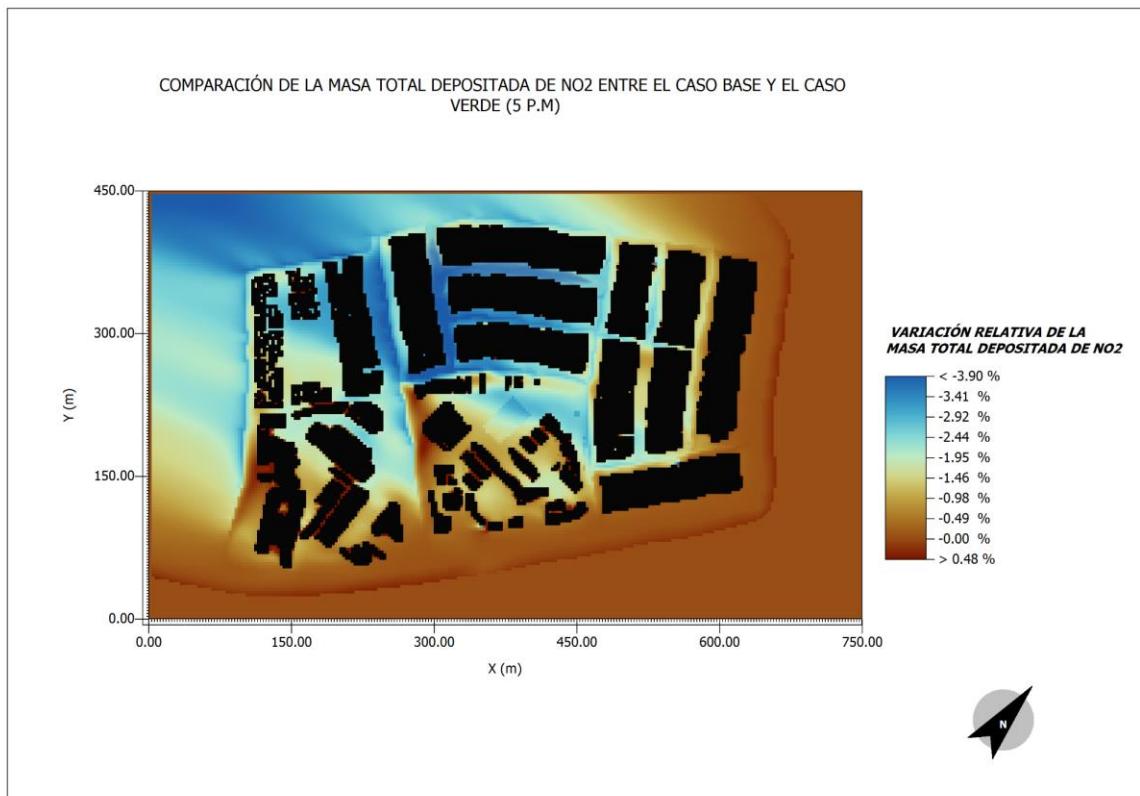 COMPARACIÓN DE LA MASA TOTAL DEPOSITADA DE NO2 ENTRE EL CASO BASE Y EL CASO
VERDE (5 P.M)
450.00
300.00
150.00
0.00
Y (m)
0.00 150.00 300.00 450.00 600.00 750.00
X (m)
VARIACIÓN RELATIVA DE LA
MASA TOTAL DEPOSITADA DE NO2
< -3.90 %
-3.41 %
-2.92 %
-2.44 %
-1.95 %
-1.46 %
-0.98 %
-0.49 %
-0.00 %
> 0.48 %
N